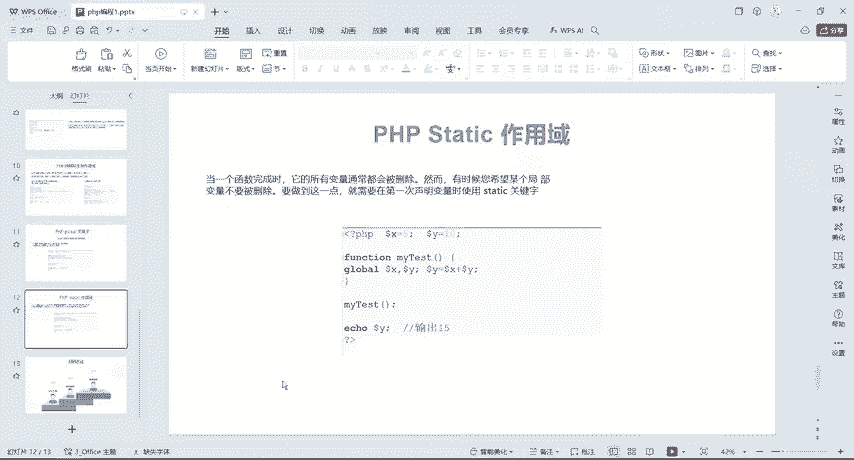 WPS Office
php编程1.pptx
文件
开始 插入 设计 切换 动画 放映 审阅 视图 工具 会员专享 WPS AI
分享
格式刷 粘贴 当页开始 新建幻灯片 版式 重置 节
形状 图片 文本框 排列 查找 选择
大纲 幻灯片
10
11
12
13
PHP Static 作用域
当一个函数完成时，它的所有变量通常都会被删除。然而，有时候您希望某个局 部
变量不要被删除。要做到这一点，就需要在第一次声明变量时使用 static 关键字
<?php $x=5; $y=10;
function myTest() {
global $x,$y; $y=$x+$y;
}
myTest();
echo $y; //输出15
?>
属性
动画
切换
素材
美化
文库
主题
帮助
设置
幻灯片 12 / 13 3_Office 主题 缺失字体 智能美化 备注 批注 42%